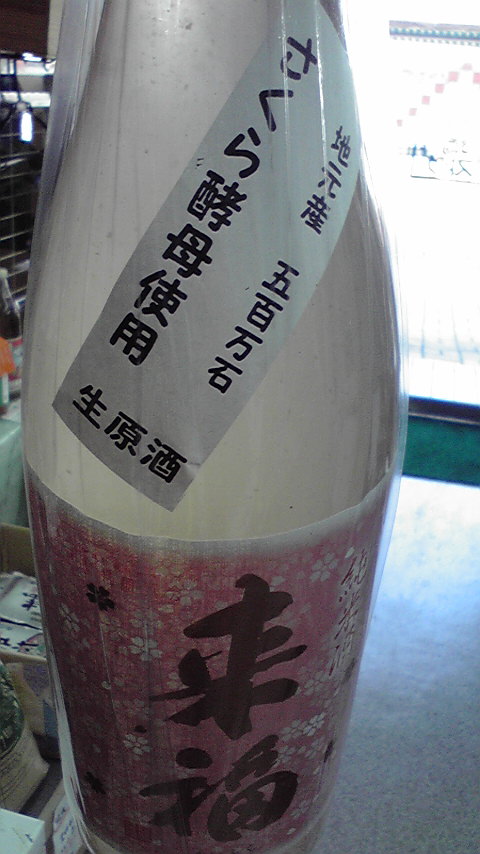 さくら酵母使用
地元産 五百万石
生原酒
純米酒
来福